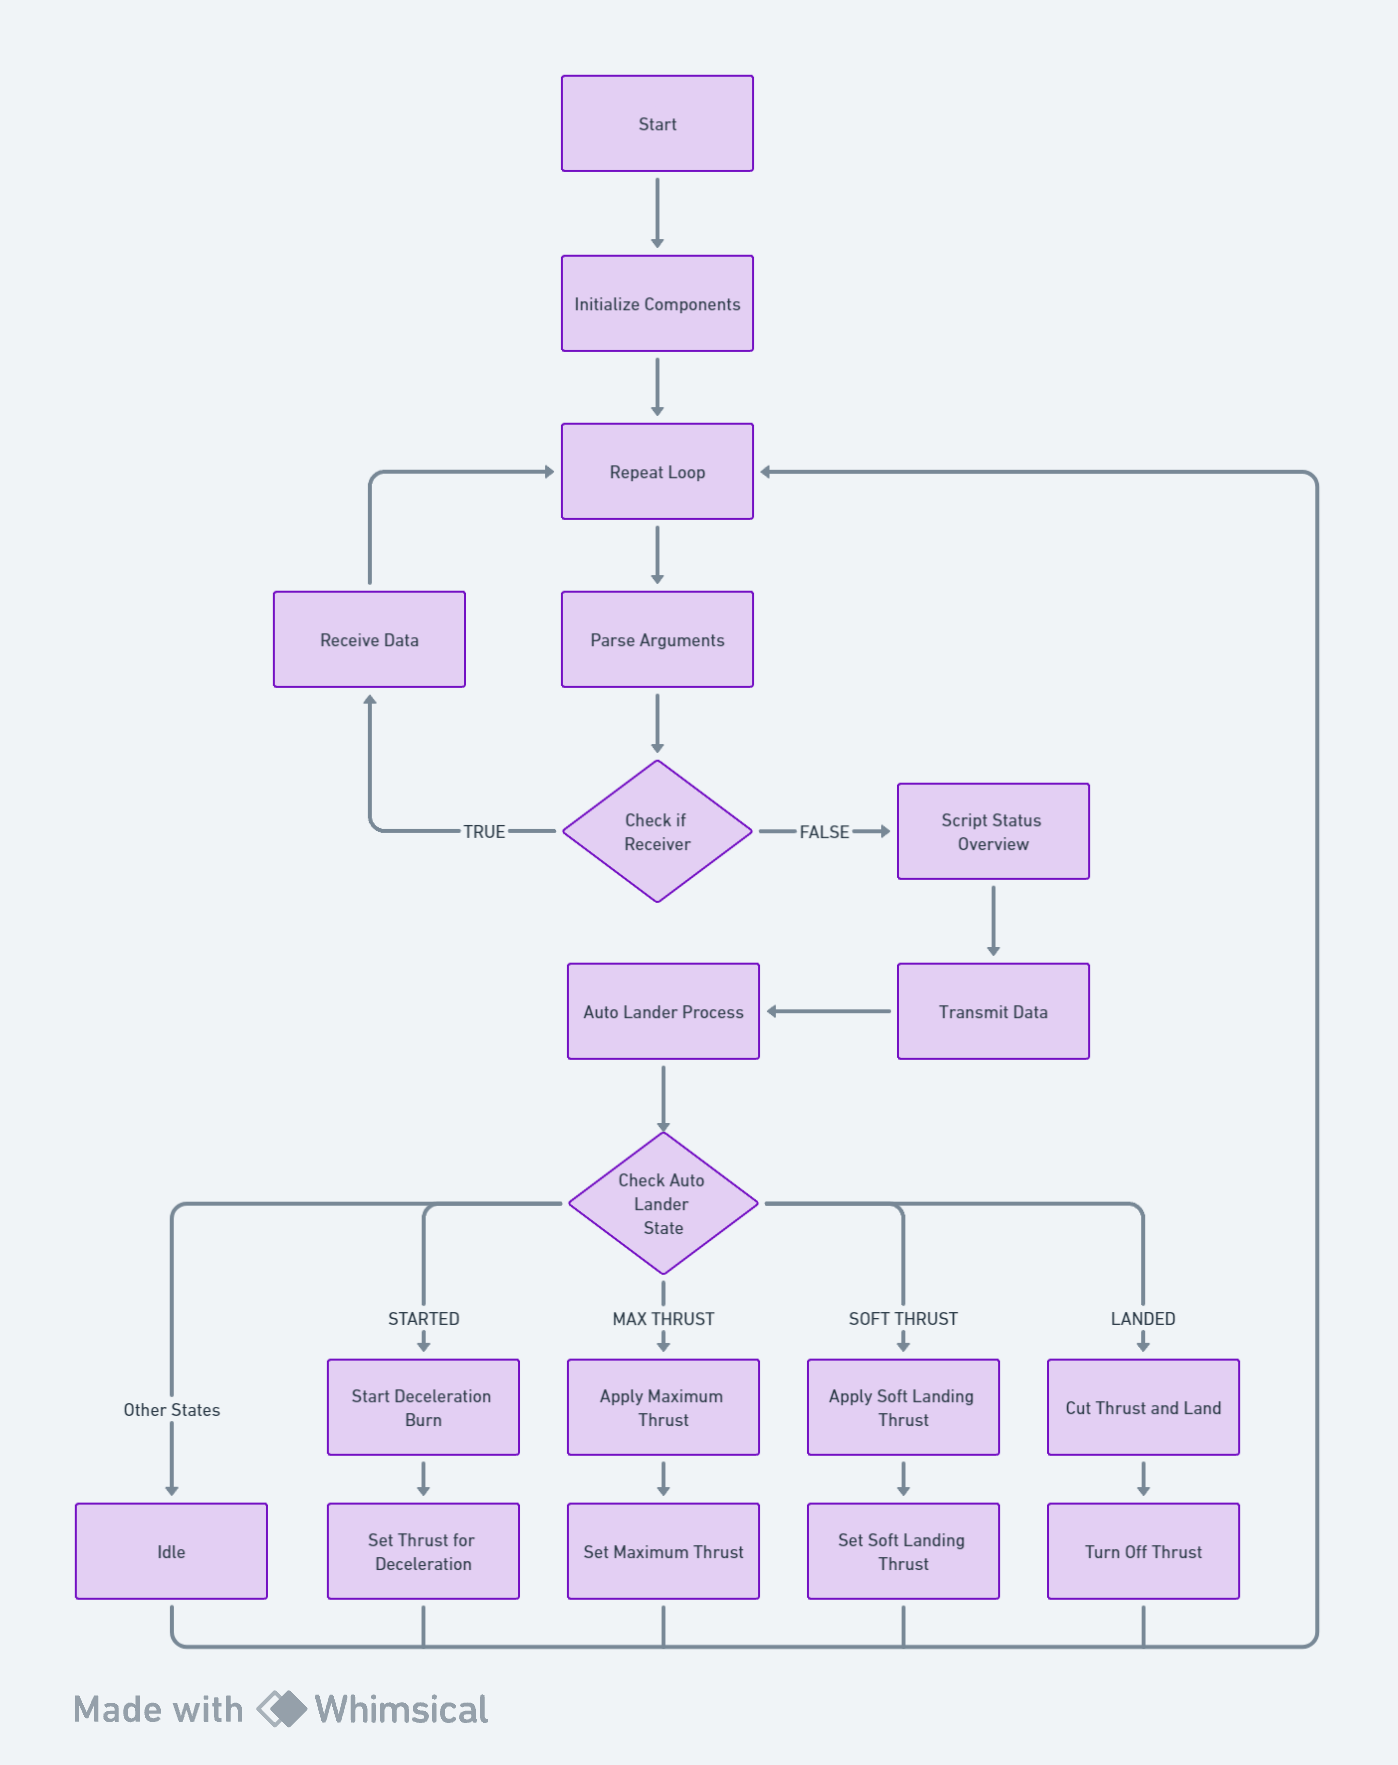 Start
Initialize Components
Repeat Loop
Receive Data
Parse Arguments
Check if
Receiver
TRUE
FALSE
Script Status
Overview
Auto Lander Process
Transmit Data
Check Auto
Lander
State
STARTED
MAX THRUST
SOFT THRUST
LANDED
Other States
Start Deceleration
Burn
Apply Maximum
Thrust
Apply Soft Landing
Thrust
Cut Thrust and Land
Idle
Set Thrust for
Deceleration
Set Maximum Thrust
Set Soft Landing
Thrust
Turn Off Thrust
Made with Whimsical